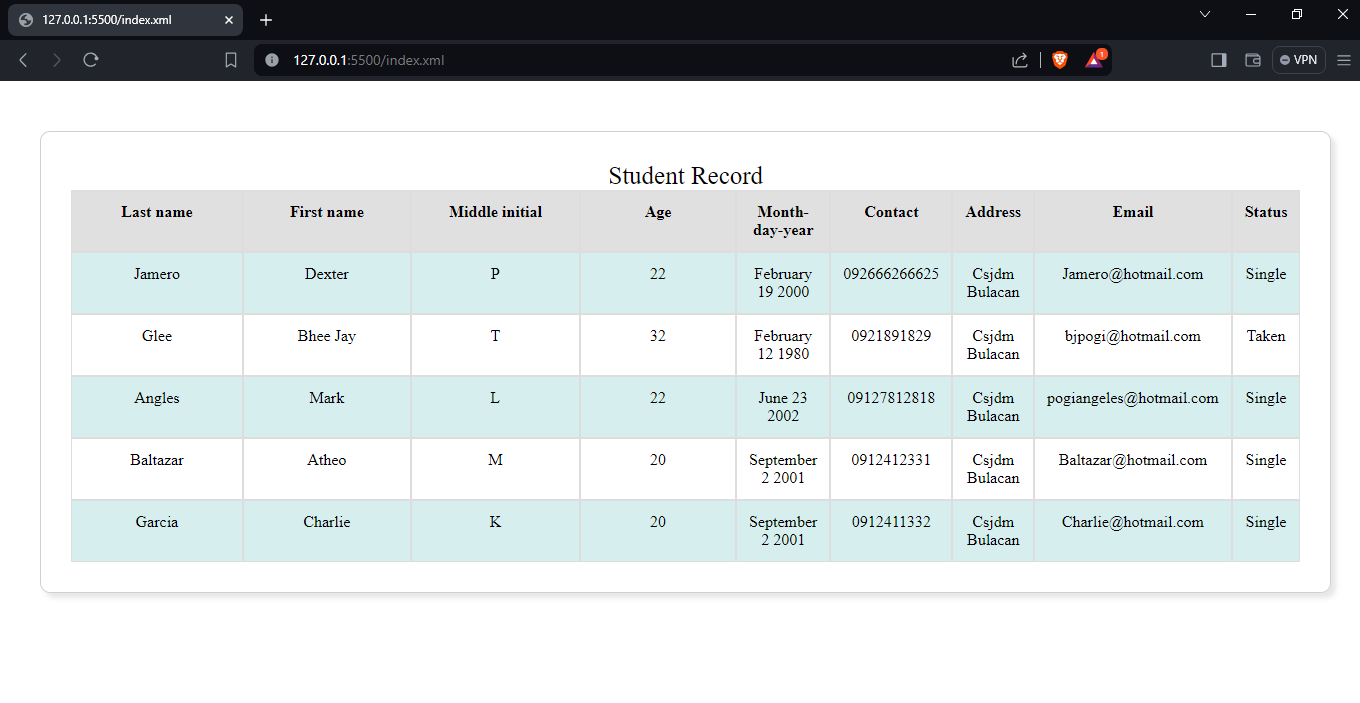 127.0.0.1:5500/index.xml
127.0.0.1:5500/index.xml
1
VPN
Student Record
Last name First name Middle initial Age Month-day-year Contact Address Email Status
Jamero Dexter P 22 February 19 2000 092666266625 Csjdm Bulacan Jamero@hotmail.com Single
Glee Bhee Jay T 32 February 12 1980 0921891829 Csjdm Bulacan bjpogi@hotmail.com Taken
Angles Mark L 22 June 23 2002 09127812818 Csjdm Bulacan pogiangeles@hotmail.com Single
Baltazar Atheo M 20 September 2 2001 0912412331 Csjdm Bulacan Baltazar@hotmail.com Single
Garcia Charlie K 20 September 2 2001 0912411332 Csjdm Bulacan Charlie@hotmail.com Single